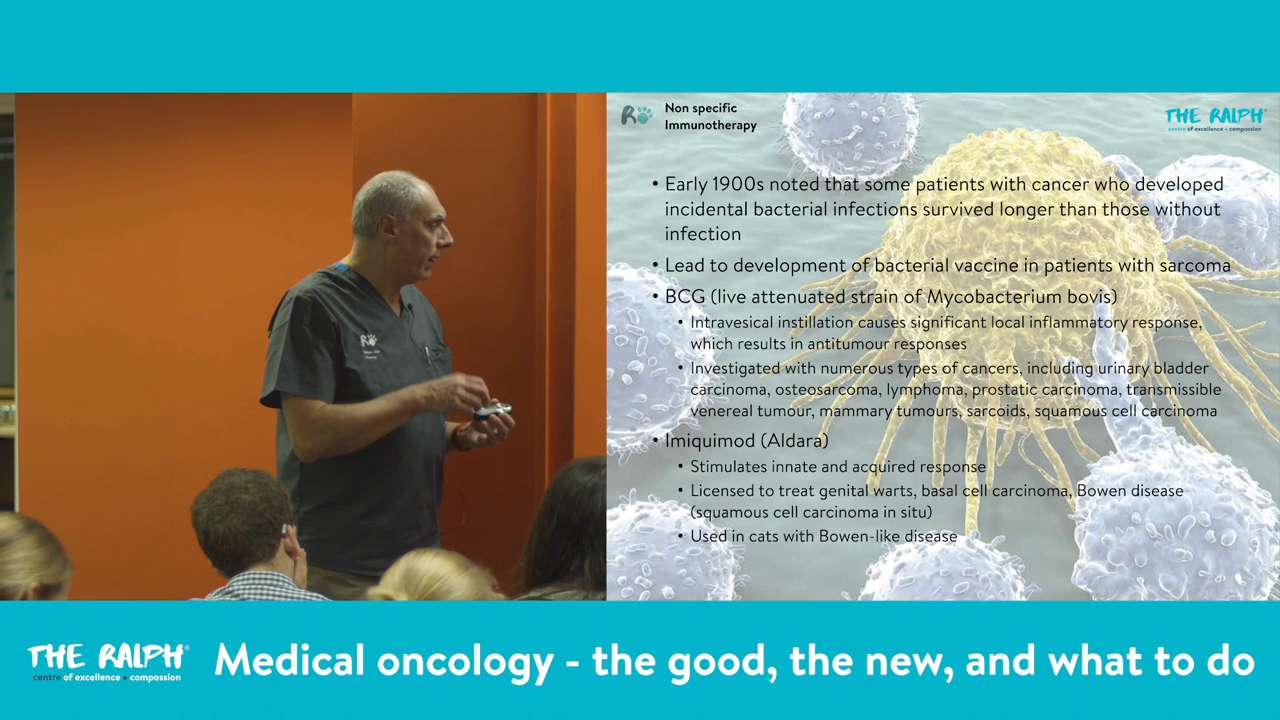 Non specific
Immunotherapy
THE RALPH®
centre of excellence + compassion
• Early 1900s noted that some patients with cancer who developed
incidental bacterial infections survived longer than those without
infection
• Lead to development of bacterial vaccine in patients with sarcoma
• BCG (live attenuated strain of Mycobacterium bovis)
• Intravesical instillation causes significant local inflammatory response,
which results in antitumour responses
• Investigated with numerous types of cancers, including urinary bladder
carcinoma, osteosarcoma, lymphoma, prostatic carcinoma, transmissible
venereal tumour, mammary tumours, sarcoids, squamous cell carcinoma
• Imiquimod (Aldara)
• Stimulates innate and acquired response
• Licensed to treat genital warts, basal cell carcinoma, Bowen disease
(squamous cell carcinoma in situ)
• Used in cats with Bowen-like disease
THE RALPH®
centre of excellence + compassion
Medical oncology - the good, the new, and what to do